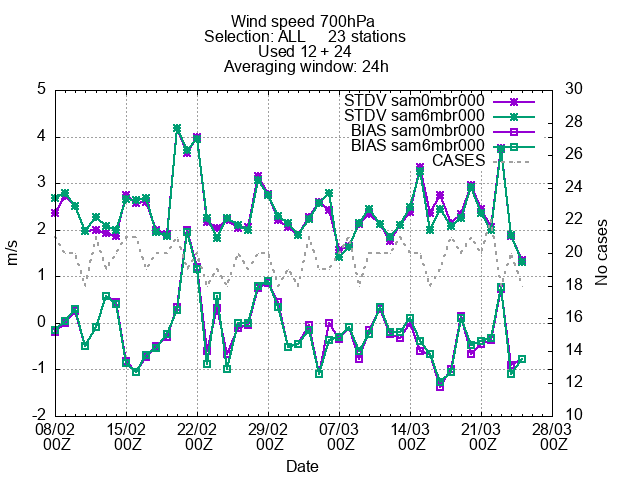 Wind speed 700hPa
Selection: ALL 23 stations
Used 12 + 24
Averaging window: 24h
STDV sam0mbr000
STDV sam6mbr000
BIAS sam0mbr000
BIAS sam6mbr000
CASES
5
4
3
2
1
0
-1
-2
m/s
30
28
26
24
22
20
18
16
14
12
10
No cases
08/02 15/02 22/02 29/02 07/03 14/03 21/03 28/03
00Z 00Z 00Z 00Z 00Z 00Z 00Z 00Z
Date